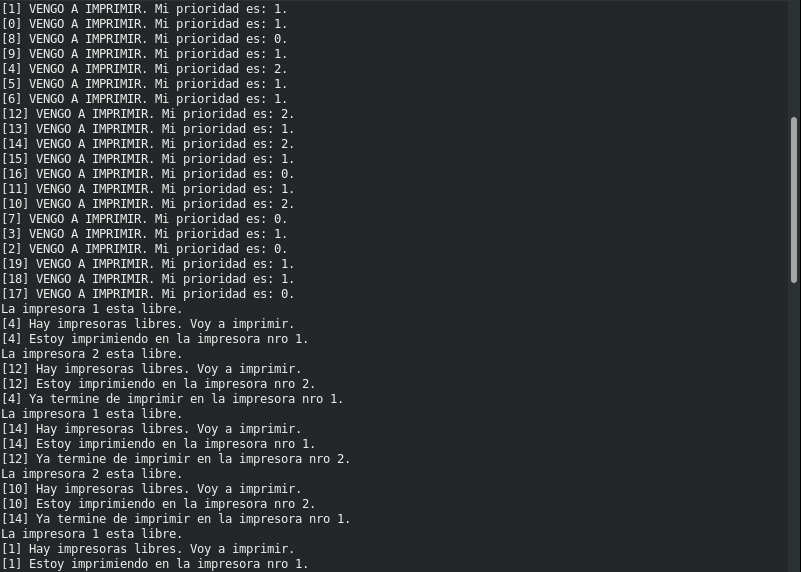 [1] VENGO A IMPRIMIR. Mi prioridad es: 1.
[0] VENGO A IMPRIMIR. Mi prioridad es: 1.
[8] VENGO A IMPRIMIR. Mi prioridad es: 0.
[9] VENGO A IMPRIMIR. Mi prioridad es: 1.
[4] VENGO A IMPRIMIR. Mi prioridad es: 2.
[5] VENGO A IMPRIMIR. Mi prioridad es: 1.
[6] VENGO A IMPRIMIR. Mi prioridad es: 1.
[12] VENGO A IMPRIMIR. Mi prioridad es: 2.
[13] VENGO A IMPRIMIR. Mi prioridad es: 1.
[14] VENGO A IMPRIMIR. Mi prioridad es: 2.
[15] VENGO A IMPRIMIR. Mi prioridad es: 1.
[16] VENGO A IMPRIMIR. Mi prioridad es: 0.
[11] VENGO A IMPRIMIR. Mi prioridad es: 1.
[10] VENGO A IMPRIMIR. Mi prioridad es: 2.
[7] VENGO A IMPRIMIR. Mi prioridad es: 0.
[3] VENGO A IMPRIMIR. Mi prioridad es: 1.
[2] VENGO A IMPRIMIR. Mi prioridad es: 0.
[19] VENGO A IMPRIMIR. Mi prioridad es: 1.
[18] VENGO A IMPRIMIR. Mi prioridad es: 1.
[17] VENGO A IMPRIMIR. Mi prioridad es: 0.
La impresora 1 esta libre.
[4] Hay impresoras libres. Voy a imprimir.
[4] Estoy imprimiendo en la impresora nro 1.
La impresora 2 esta libre.
[12] Hay impresoras libres. Voy a imprimir.
[12] Estoy imprimiendo en la impresora nro 2.
[4] Ya termine de imprimir en la impresora nro 1.
La impresora 1 esta libre.
[14] Hay impresoras libres. Voy a imprimir.
[14] Estoy imprimiendo en la impresora nro 1.
[12] Ya termine de imprimir en la impresora nro 2.
La impresora 2 esta libre.
[10] Hay impresoras libres. Voy a imprimir.
[10] Estoy imprimiendo en la impresora nro 2.
[14] Ya termine de imprimir en la impresora nro 1.
La impresora 1 esta libre.
[1] Hay impresoras libres. Voy a imprimir.
[1] Estoy imprimiendo en la impresora nro 1.